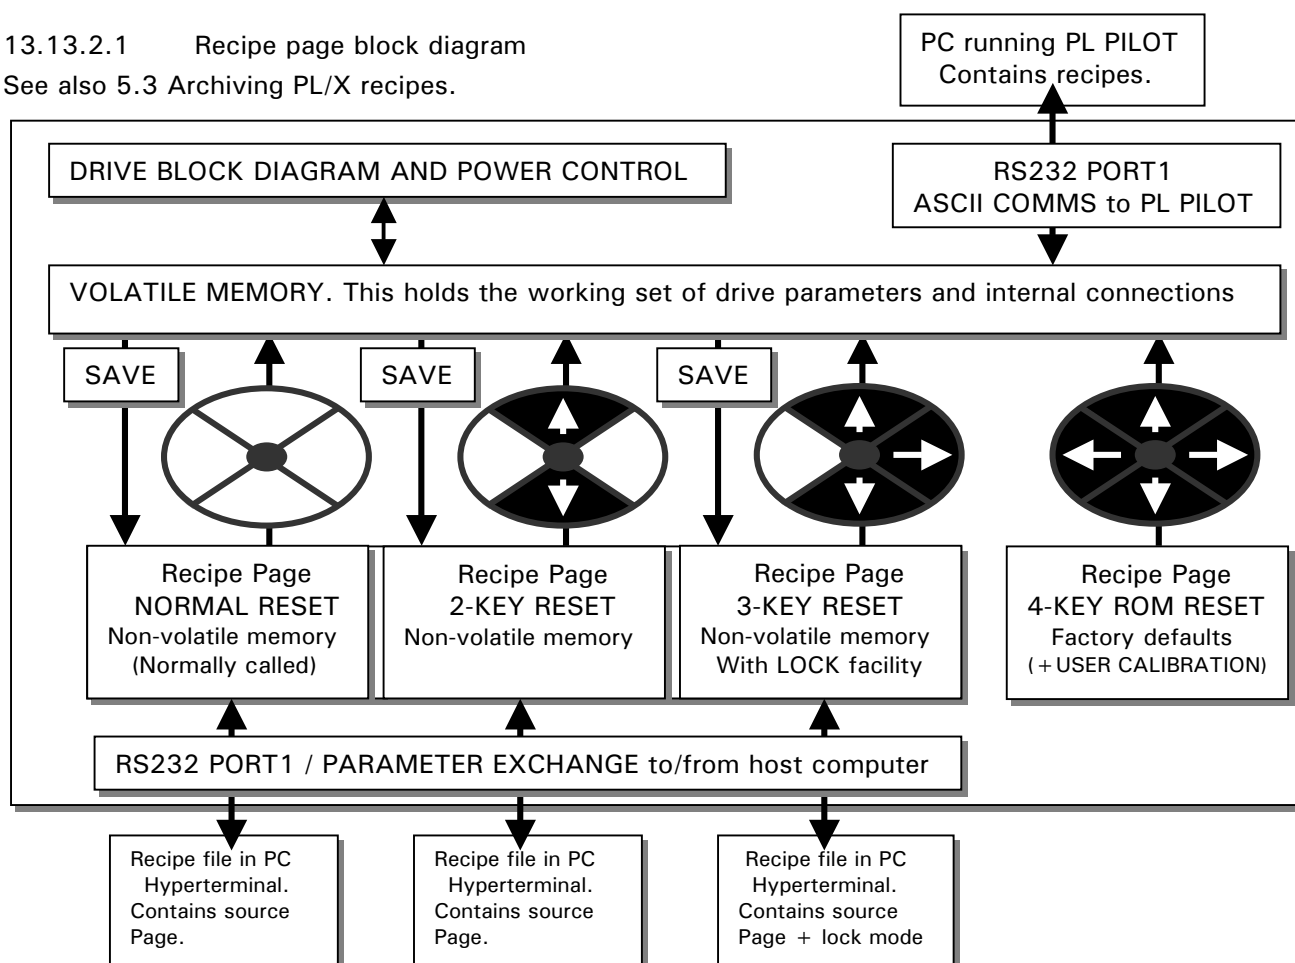 13.13.2.1 Recipe page block diagram
See also 5.3 Archiving PL/X recipes.
PC running PL PILOT
Contains recipes.
DRIVE BLOCK DIAGRAM AND POWER CONTROL
RS232 PORT1
ASCII COMMS to PL PILOT
VOLATILE MEMORY. This holds the working set of drive parameters and internal connections
SAVE
SAVE
SAVE
Recipe Page
NORMAL RESET
Non-volatile memory
(Normally called)
Recipe Page
2-KEY RESET
Non-volatile memory
Recipe Page
3-KEY RESET
Non-volatile memory
With LOCK facility
Recipe Page
4-KEY ROM RESET
Factory defaults
(+USER CALIBRATION)
RS232 PORT1 / PARAMETER EXCHANGE to/from host computer
Recipe file in PC
Hyperterminal.
Contains source
Page.
Recipe file in PC
Hyperterminal.
Contains source
Page.
Recipe file in PC
Hyperterminal.
Contains source
Page + lock mode